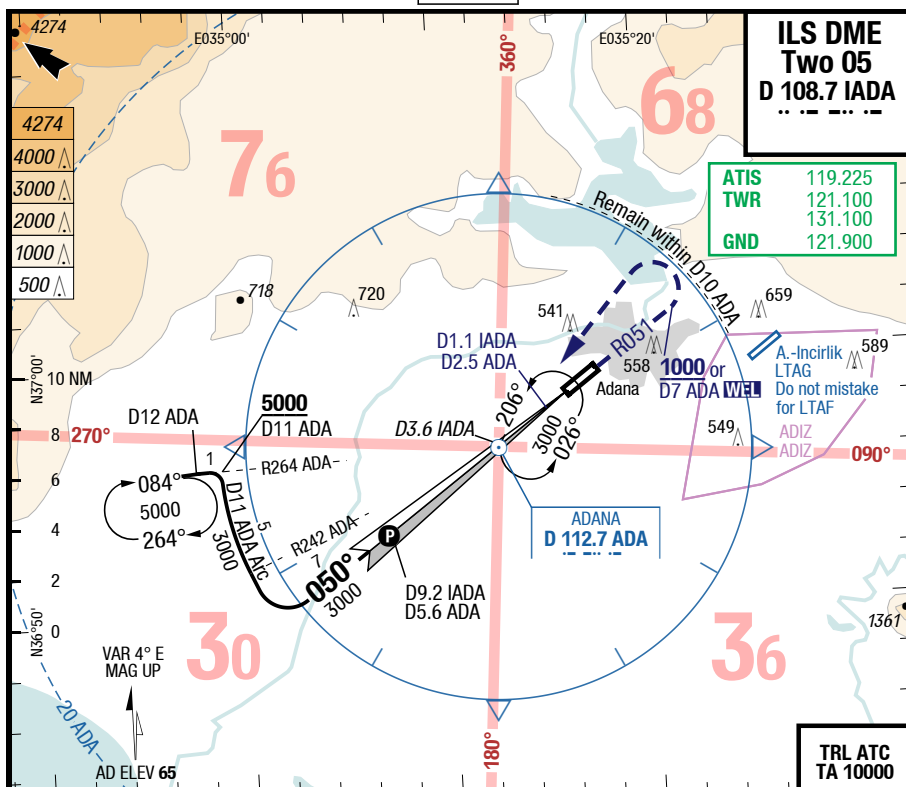 4274
E035°00'
360°
E035°20'
ILS DME
Two 05
D 108.7 IADA
68
76
4274
4000
3000
2000
1000
500
ATIS 119.225
TWR 121.100
131.100
GND 121.900
Remain within D10 ADA
718
720
541
659
R051
558
589
A.-Incirlik
LTAG
Do not mistake
for LTAF
D1.1 IADA
D2.5 ADA
1000 or
D7 ADA WEL
Adana
N37°00'
10 NM
206°
3000
026°
D12 ADA
5000
D11 ADA
D3.6 IADA
549
ADIZ
ADIZ
8
270°
090°
1
R264 ADA
6
084°
5000
264°
D11 ADA Arc
3000
5
R242 ADA
7
ADANA
D 112.7 ADA
4
P
050°
3000
D9.2 IADA
D5.6 ADA
2
0
N36°50'
30
36
1361
VAR 4° E
MAG UP
20 ADA
180°
AD ELEV 65
TRL ATC
TA 10000